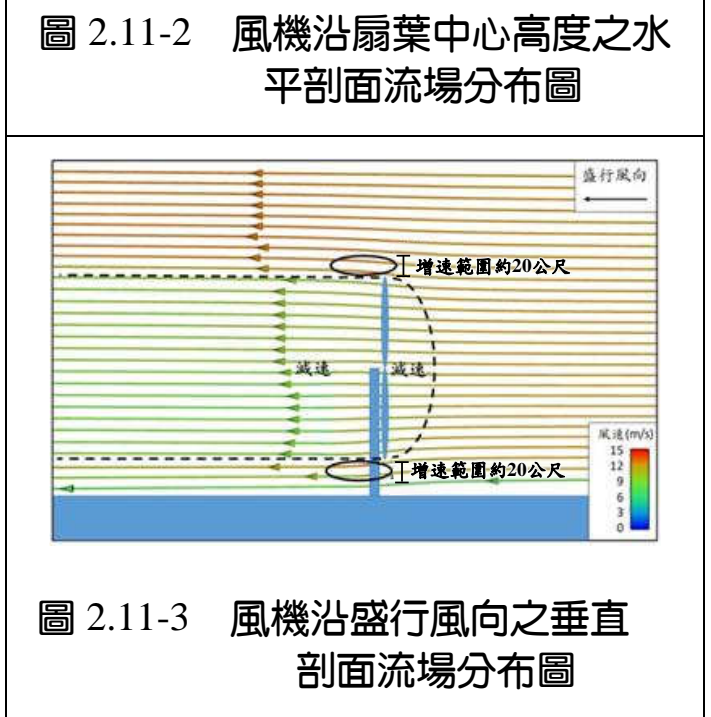 圖 2.11-2 風機沿扇葉中心高度之水
平剖面流場分布圖
盛行風向
增速範圍約20公尺
減速 減速
增速範圍約20公尺
風速(m/s)
15
12
9
6
3
0
圖 2.11-3 風機沿盛行風向之垂直
剖面流場分布圖